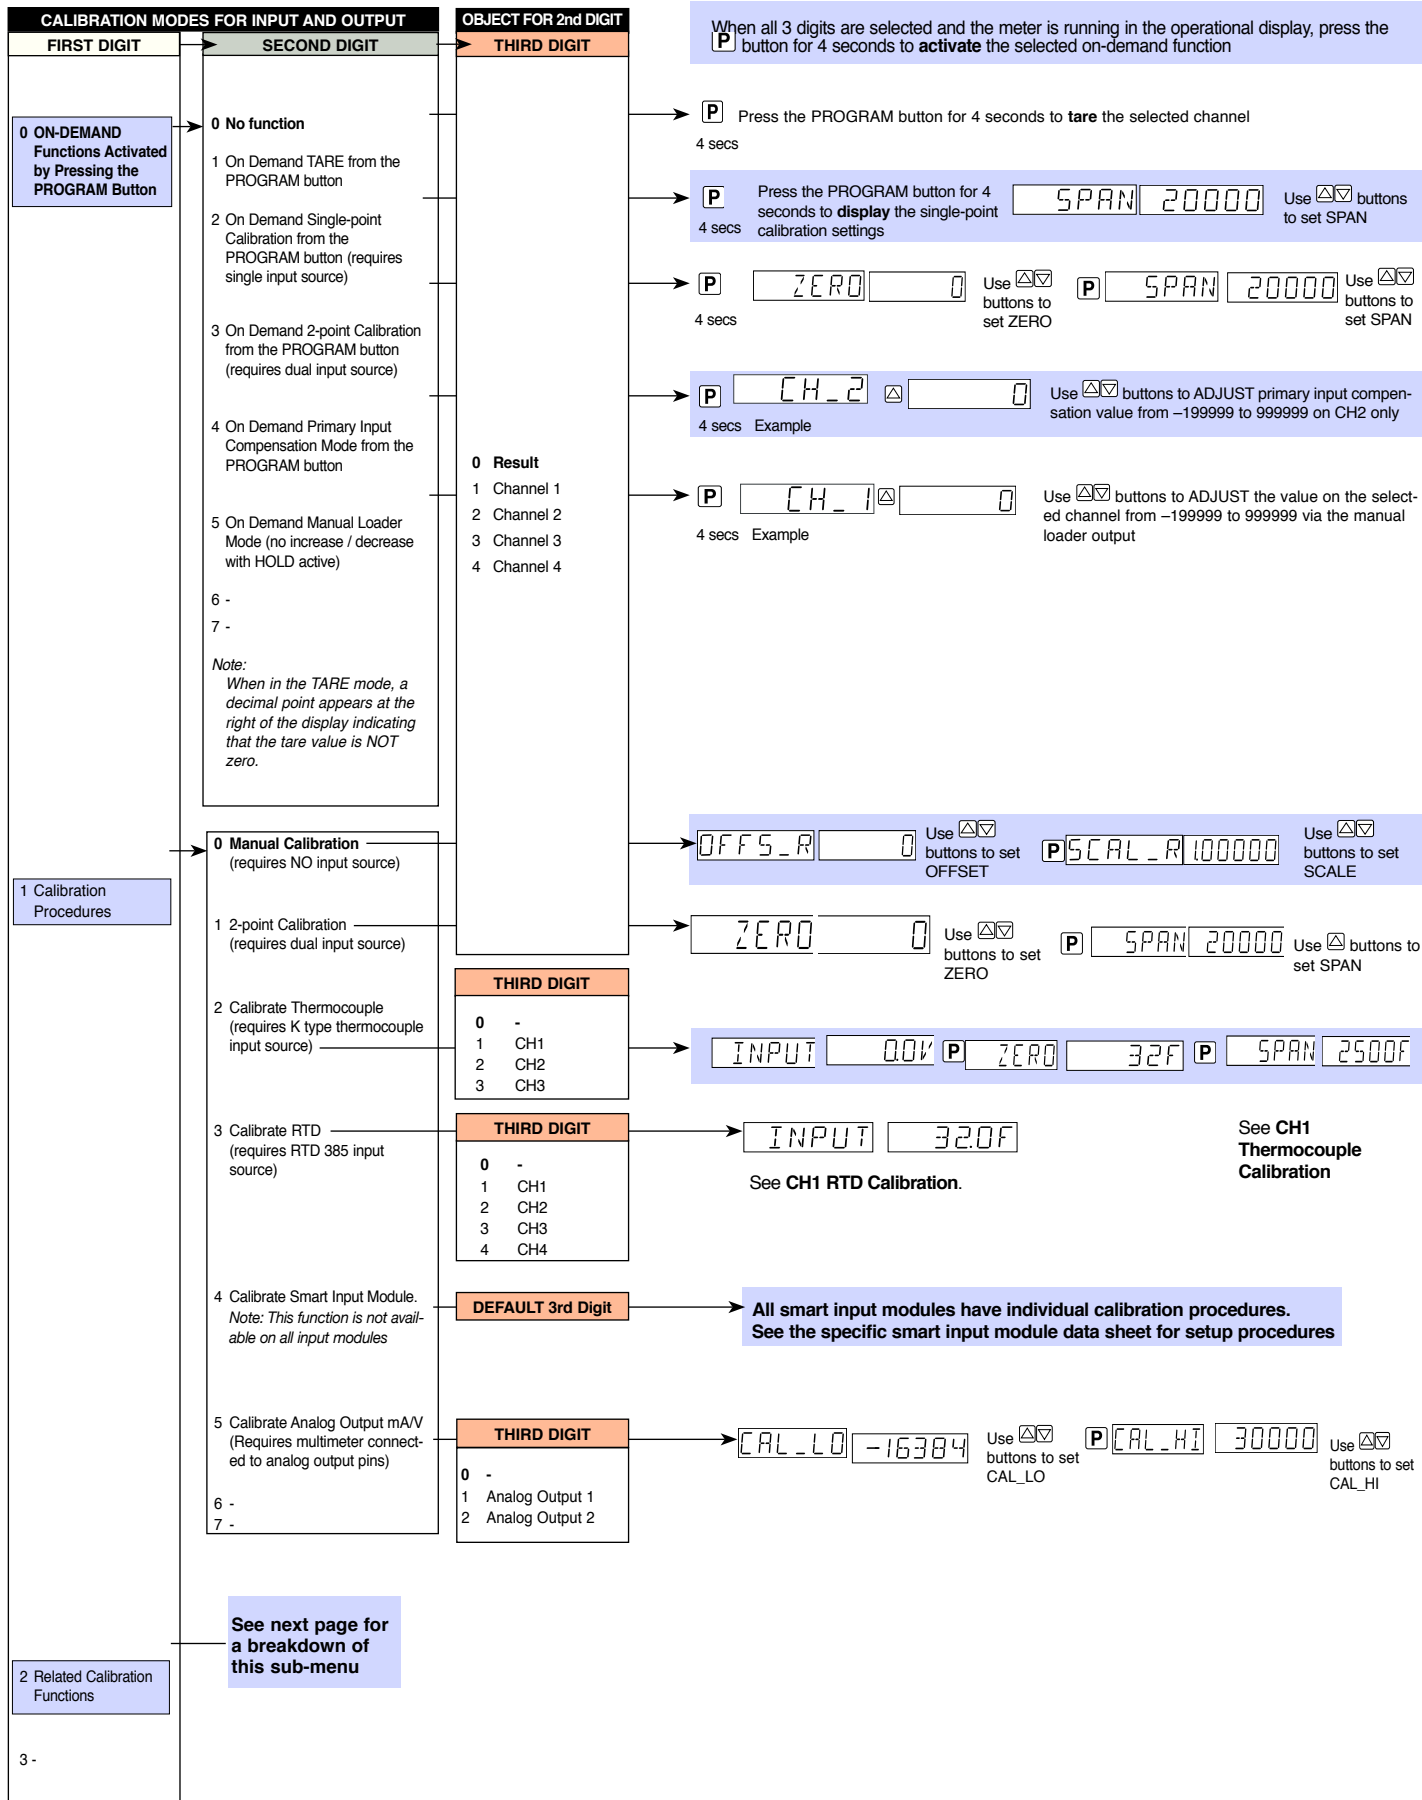 CALIBRATION MODES FOR INPUT AND OUTPUT
OBJECT FOR 2nd DIGIT
FIRST DIGIT
SECOND DIGIT
THIRD DIGIT
When all 3 digits are selected and the meter is running in the operational display, press the
P button for 4 seconds to activate the selected on-demand function
0 ON-DEMAND
Functions Activated
by Pressing the
PROGRAM Button
0 No function
1 On Demand TARE from the
PROGRAM button
2 On Demand Single-point
Calibration from the
PROGRAM button (requires
single input source)
3 On Demand 2-point Calibration
from the PROGRAM button
(requires dual input source)
4 On Demand Primary Input
Compensation Mode from the
PROGRAM button
5 On Demand Manual Loader
Mode (no increase / decrease
with HOLD active)
6 -
7 -
Note:
When in the TARE mode, a
decimal point appears at the
right of the display indicating
that the tare value is NOT
zero.
0 Result
1 Channel 1
2 Channel 2
3 Channel 3
4 Channel 4
P Press the PROGRAM button for 4 seconds to tare the selected channel
4 secs
P
4 secs
Press the PROGRAM button for 4
seconds to display the single-point
calibration settings
SPAN 20000
Use buttons
to set SPAN
P
4 secs
ZERO 0
Use
buttons to
set ZERO
P SPAN 20000
Use
buttons to
set SPAN
P CH_2 0
4 secs Example
Use buttons to ADJUST primary input compen-
sation value from –199999 to 999999 on CH2 only
P CH_1 0
4 secs Example
Use buttons to ADJUST the value on the select-
ed channel from –199999 to 999999 via the manual
loader output
1 Calibration
Procedures
0 Manual Calibration
(requires NO input source)
OFFS_R 0
Use
buttons to set
OFFSET
P SCAL_R 1.00000
Use
buttons to set
SCALE
1 2-point Calibration
(requires dual input source)
ZERO 0
Use
buttons to set
ZERO
P SPAN 20000
Use buttons to
set SPAN
2 Calibrate Thermocouple
(requires K type thermocouple
input source)
THIRD DIGIT
0 -
1 CH1
2 CH2
3 CH3
INPUT 0.0V P ZERO 32F P SPAN 2500F
See CH1
Thermocouple
Calibration
3 Calibrate RTD
(requires RTD 385 input
source)
THIRD DIGIT
0 -
1 CH1
2 CH2
3 CH3
4 CH4
INPUT 32.0F
See CH1 RTD Calibration.
4 Calibrate Smart Input Module.
Note: This function is not avail-
able on all input modules
DEFAULT 3rd Digit
All smart input modules have individual calibration procedures.
See the specific smart input module data sheet for setup procedures
5 Calibrate Analog Output mA/V
(Requires multimeter connect-
ed to analog output pins)
6 -
7 -
THIRD DIGIT
0 -
1 Analog Output 1
2 Analog Output 2
CAL_LO -16384
Use
buttons to set
CAL_LO
P CAL_HI 30000
Use
buttons to set
CAL_HI
See next page for
a breakdown of
this sub-menu
2 Related Calibration
Functions
3 -